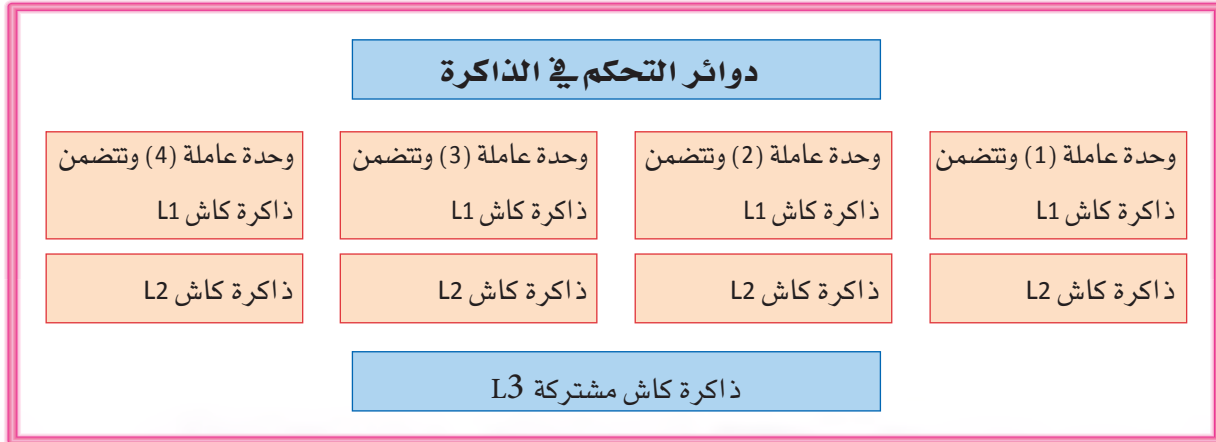 دوائر التحكم في الذاكرة
وحدة عاملة (1) وتتضمن
ذاكرة كاش L1
وحدة عاملة (2) وتتضمن
ذاكرة كاش L1
وحدة عاملة (3) وتتضمن
ذاكرة كاش L1
وحدة عاملة (4) وتتضمن
ذاكرة كاش L1
ذاكرة كاش L2
ذاكرة كاش L2
ذاكرة كاش L2
ذاكرة كاش L2
ذاكرة كاش مشتركة L3